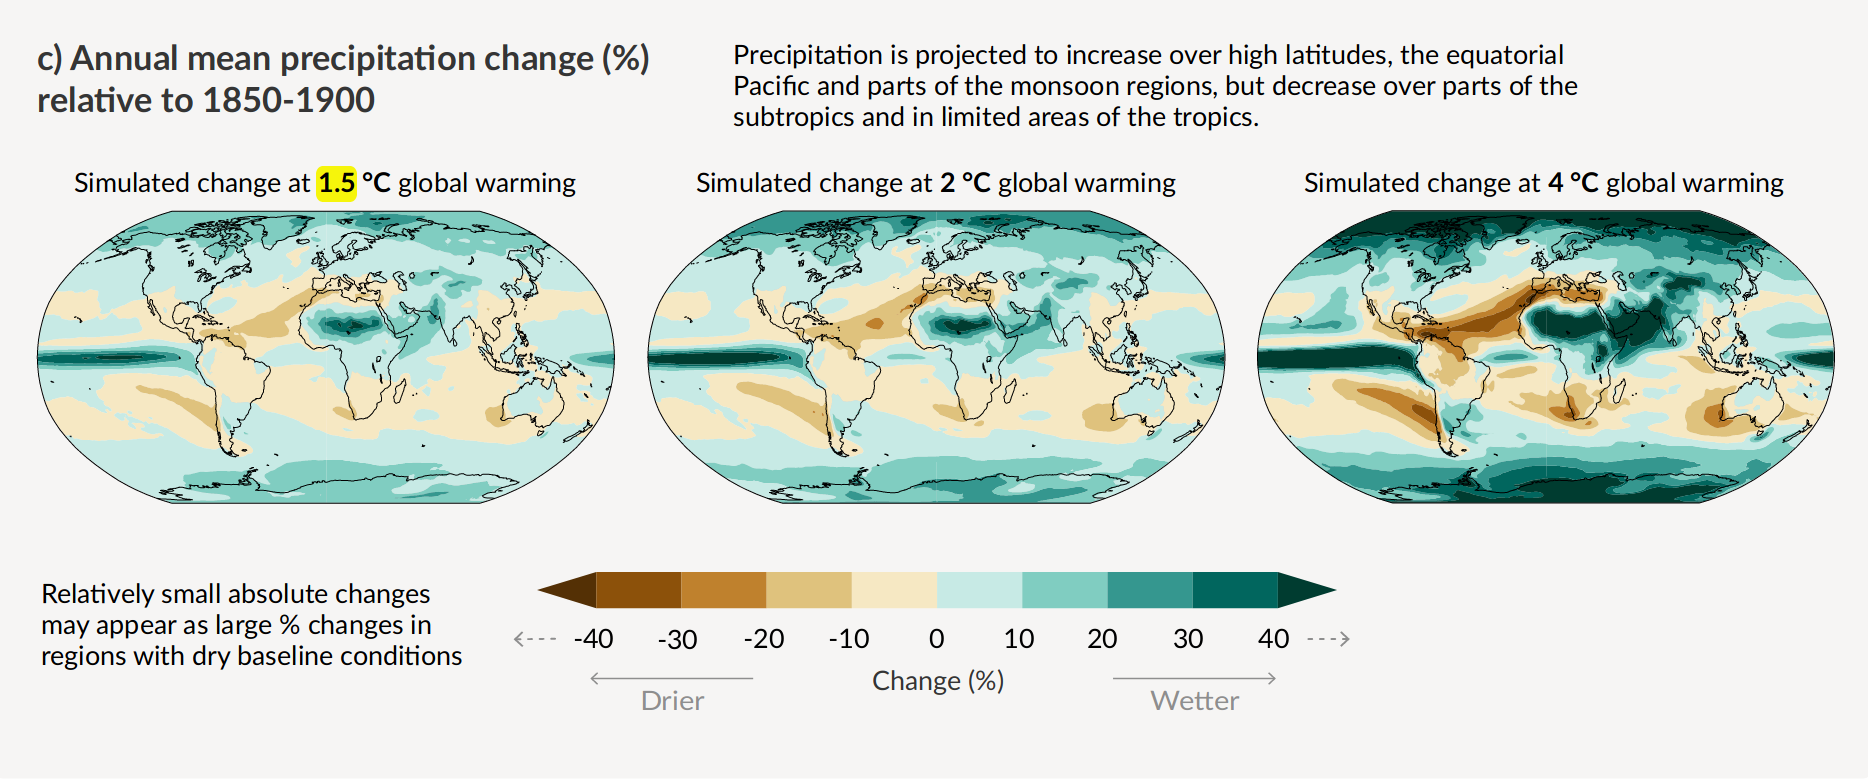 c) Annual mean precipitation change (%)
relative to 1850-1900
Precipitation is projected to increase over high latitudes, the equatorial
Pacific and parts of the monsoon regions, but decrease over parts of the
subtropics and in limited areas of the tropics.
Simulated change at 1.5 °C global warming
Simulated change at 2 °C global warming
Simulated change at 4 °C global warming
Relatively small absolute changes
may appear as large % changes in
regions with dry baseline conditions
-40 -30 -20 -10 0 10 20 30 40
Change (%)
Drier
Wetter